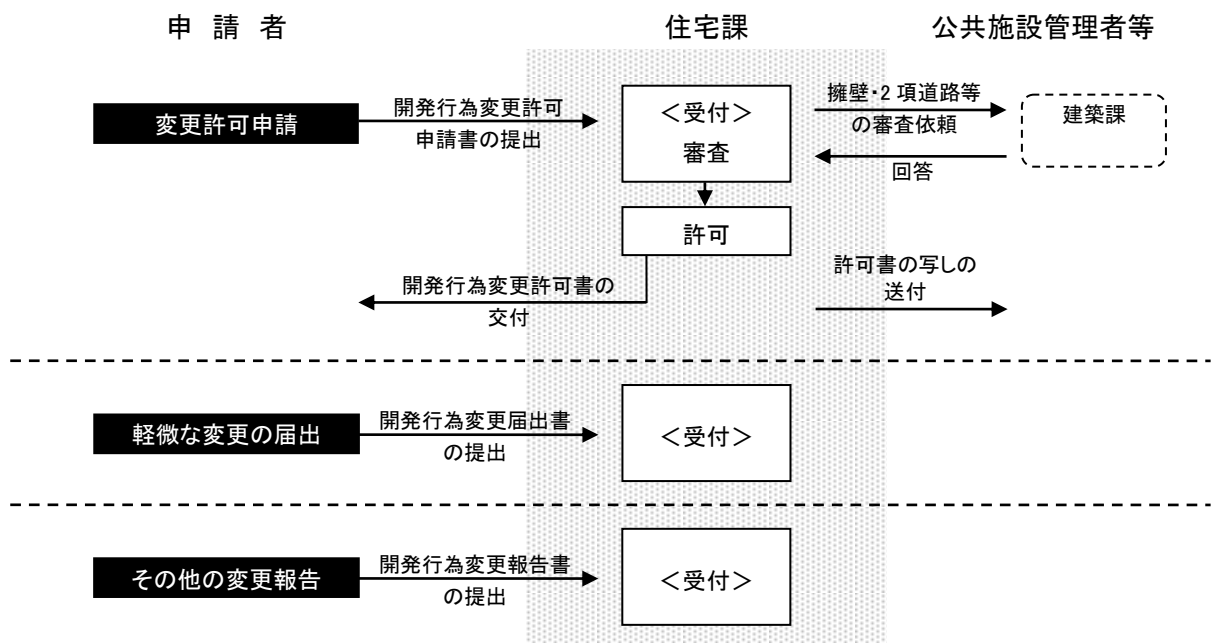 申 請 者
住宅課
公共施設管理者等
変更許可申請
開発行為変更許可
申請書の提出
＜受付＞
審査
擁壁・2 項道路等
の審査依頼
回答
建築課
許可
開発行為変更許可書の
交付
許可書の写しの
送付
軽微な変更の届出
開発行為変更届出書
の提出
＜受付＞
その他の変更報告
開発行為変更報告書
の提出
＜受付＞